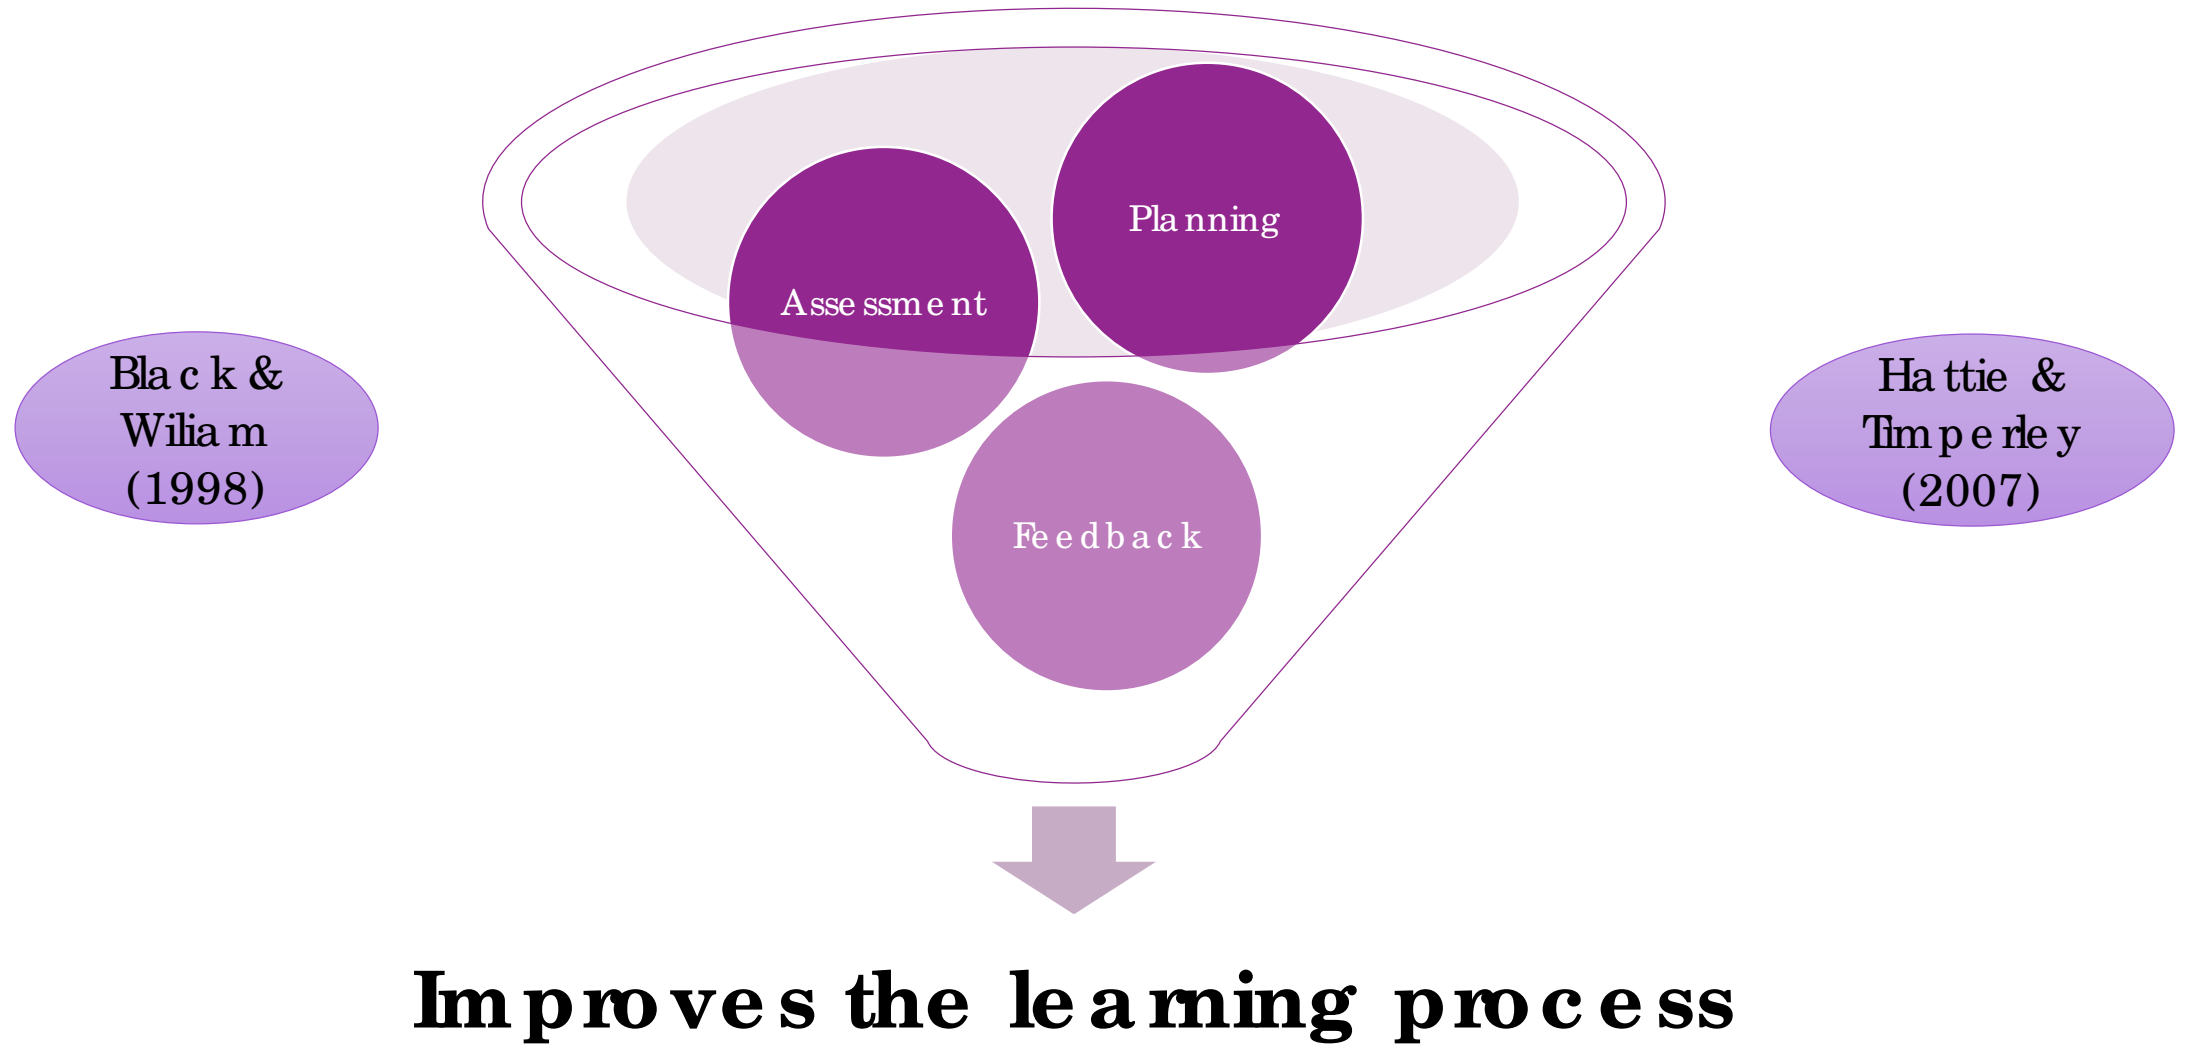 Planning
Assessment
Feedback
Black &
Wiliam
(1998)
Hattie &
Timperley
(2007)
Improves the learning process